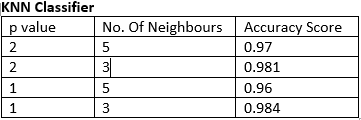 KNN Classifier
p value No. Of Neighbours Accuracy Score
2 5 0.97
2 3 0.981
1 5 0.96
1 3 0.984